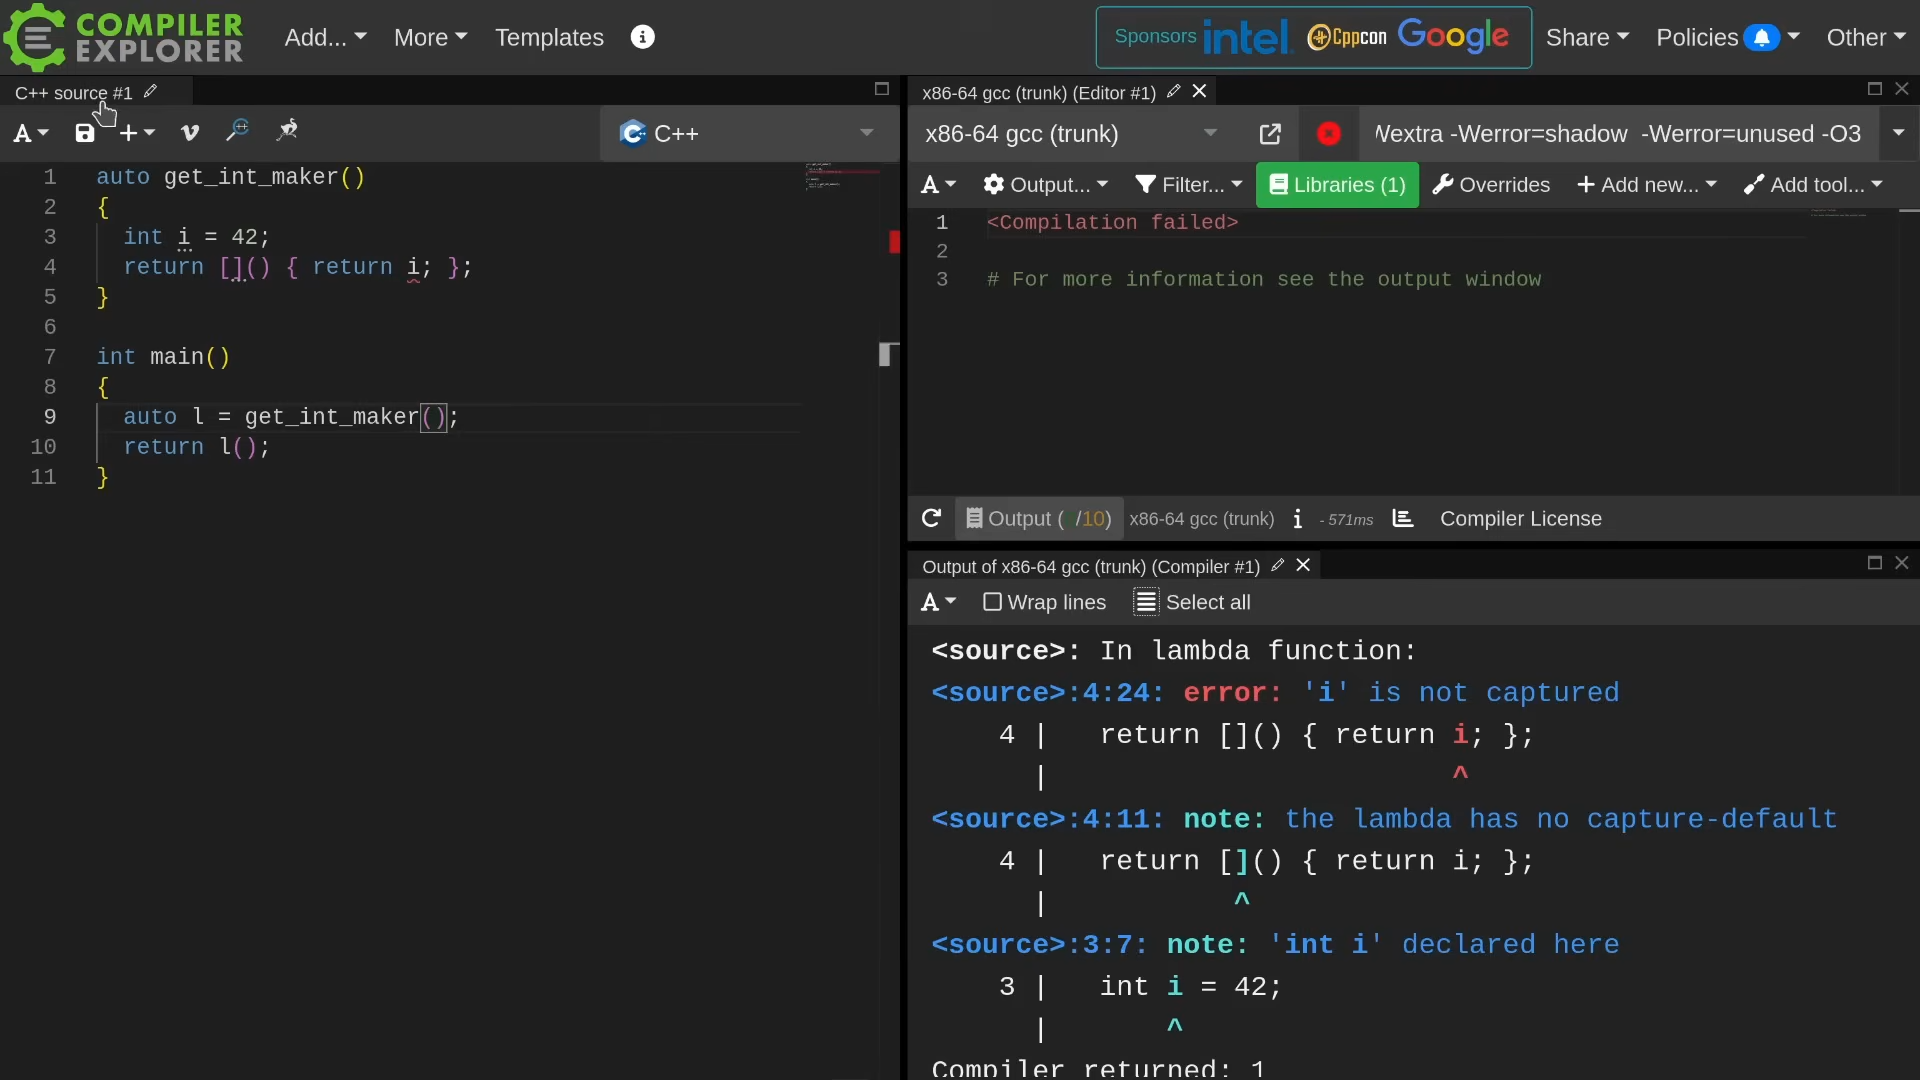 COMPILER EXPLORER Add... More Templates Sponsors intel. Cppcon Google Share Policies Other
C++ source #1
A + C++
1 auto get_int_maker()
2 {
3   int i = 42;
4   return []() { return i; };
5 }
6
7 int main()
8 {
9   auto l = get_int_maker();
10   return l();
11 }
x86-64 gcc (trunk) (Editor #1)
x86-64 gcc (trunk) Wextra -Werror=shadow  -Werror=unused -O3
A Output... Filter... Libraries (1) Overrides + Add new... Add tool...
1 <Compilation failed>
2
3 # For more information see the output window
Output ( /10) x86-64 gcc (trunk) i - 571ms Compiler License
Output of x86-64 gcc (trunk) (Compiler #1)
A Wrap lines Select all
<source>: In lambda function:
<source>:4:24: error: 'i' is not captured
4 |   return []() { return i; };
|                     ^
<source>:4:11: note: the lambda has no capture-default
4 |   return []() { return i; };
|           ^
<source>:3:7: note: 'int i' declared here
3 |   int i = 42;
|       ^
Compiler returned: 1